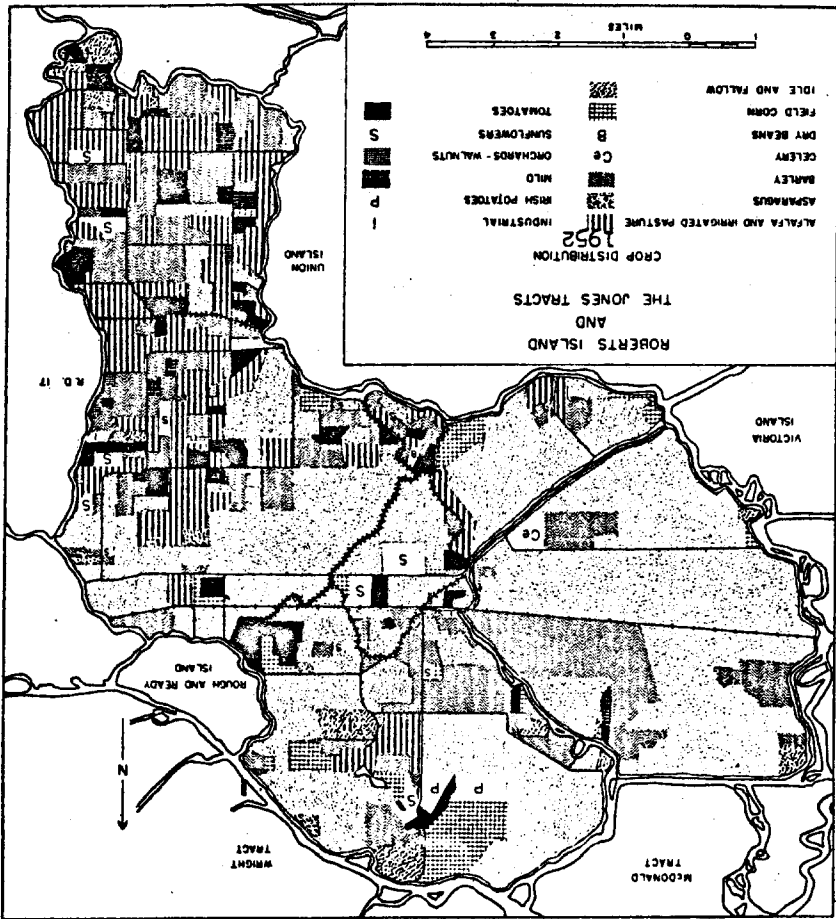 McDONALD
TRACT
WRIGHT
TRACT
P
P
S
N
ROUGH AND READY
ISLAND
S
S
S
Ce
VICTORIA
ISLAND
S
S
R.D. 17
UNION
ISLAND
S
S
ROBERTS ISLAND
AND
THE JONES TRACTS
CROP DISTRIBUTION
1952
ALFALFA AND IRRIGATED PASTURE
INDUSTRIAL I
ASPARAGUS
IRISH POTATOES P
BARLEY
MILO
CELERY Ce
ORCHARDS - WALNUTS
DRY BEANS B
SUNFLOWERS S
FIELD CORN
TOMATOES
IDLE AND FALLOW
1 0 1 2 3 4
MILES